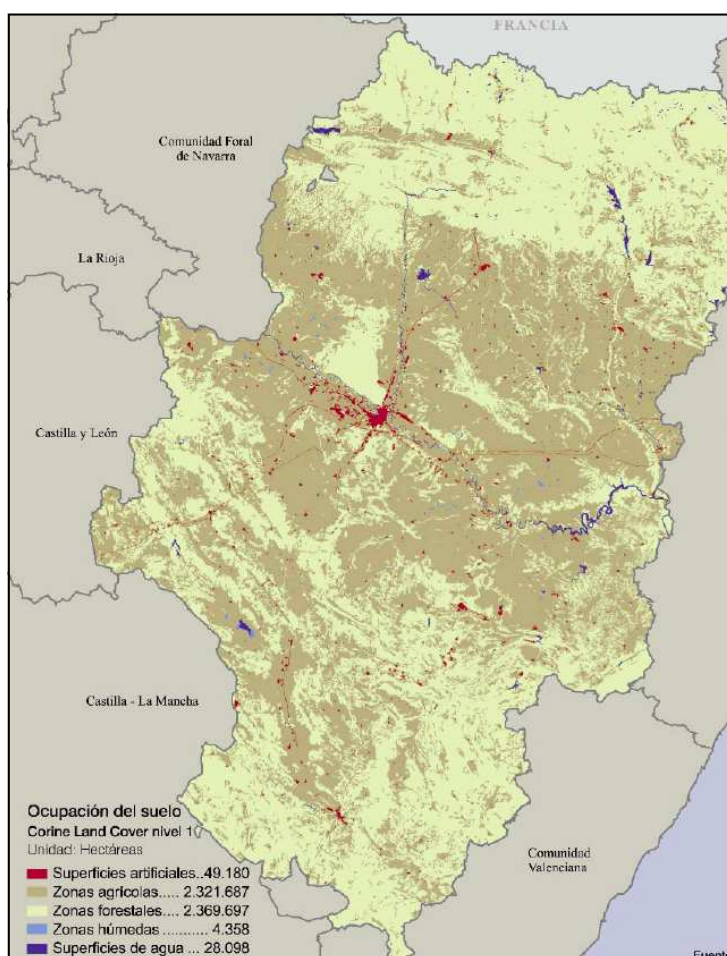 FRANCIA
Comunidad Foral
de Navarra
La Rioja
Castilla y León
Castilla - La Mancha
Comunidad
Valenciana
Ocupación del suelo
Corine Land Cover nivel 1
Unidad: Hectáreas
Superficies artificiales..49.180
Zonas agrícolas..... 2.321.687
Zonas forestales.... 2.369.697
Zonas húmedas ........... 4.358
Superficies de agua ... 28.098
Fuente